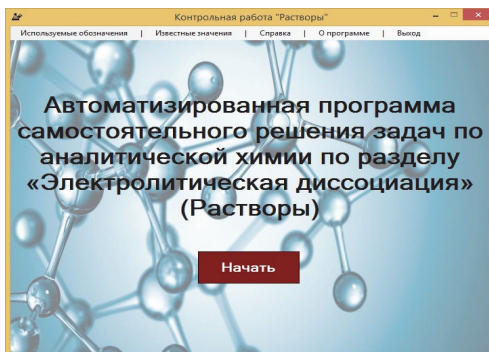 Контрольная работа "Растворы"
Используемые обозначения | Известные значения | Справка | О программе | Выход
Автоматизированная программа
самостоятельного решения задач по
аналитической химии по разделу
«Электролитическая диссоциация»
(Растворы)
Начать